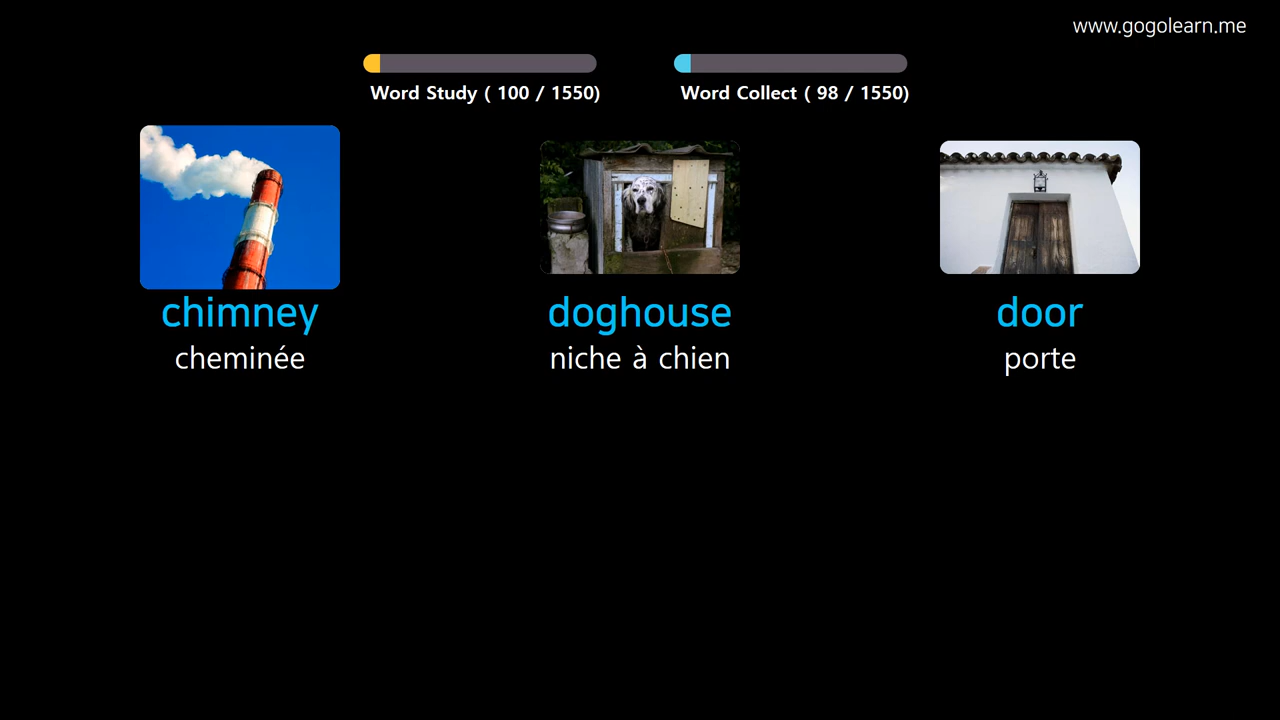 www.gogolearn.me
Word Study ( 100 / 1550)
Word Collect ( 98 / 1550)
chimney
cheminée
doghouse
niche à chien
door
porte